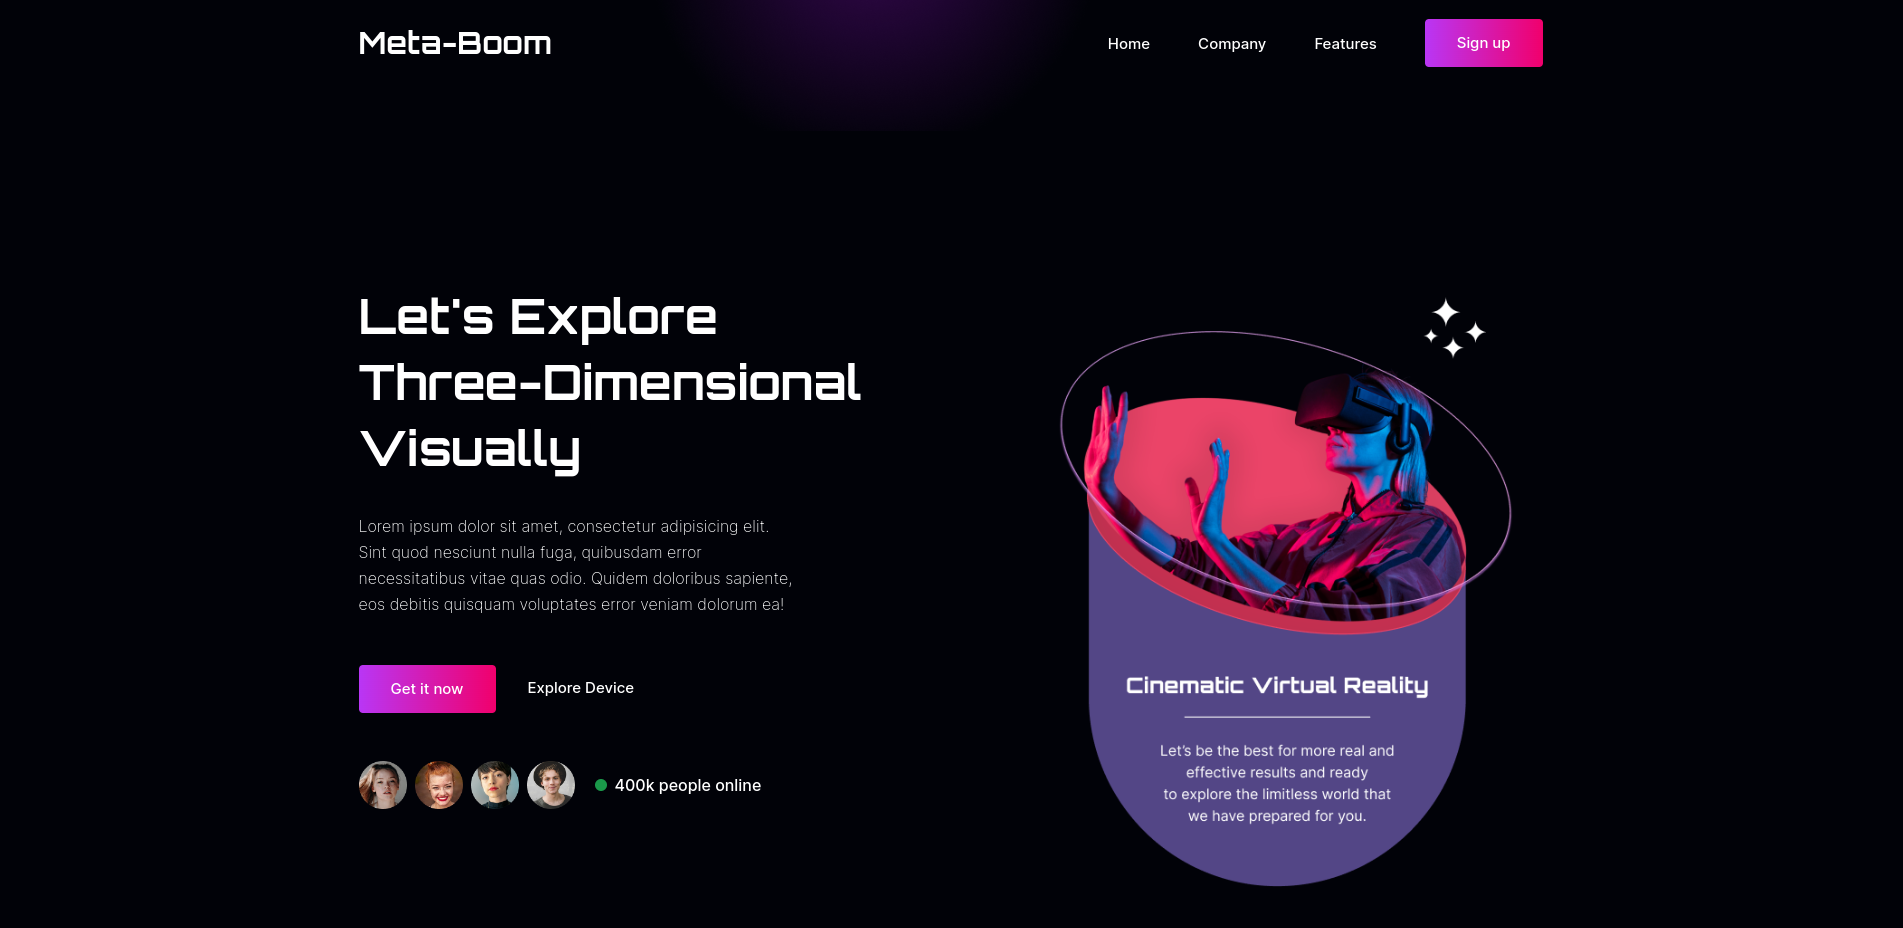 Meta-Boom
Home
Company
Features
Sign up
Let's Explore
Three-Dimensional
Visually
Lorem ipsum dolor sit amet, consectetur adipisicing elit.
Sint quod nesciunt nulla fuga, quibusdam error
necessitatibus vitae quas odio. Quidem doloribus sapiente,
eos debitis quisquam voluptates error veniam dolorum ea!
Get it now
Explore Device
400k people online
Cinematic Virtual Reality
Let's be the best for more real and
effective results and ready
to explore the limitless world that
we have prepared for you.